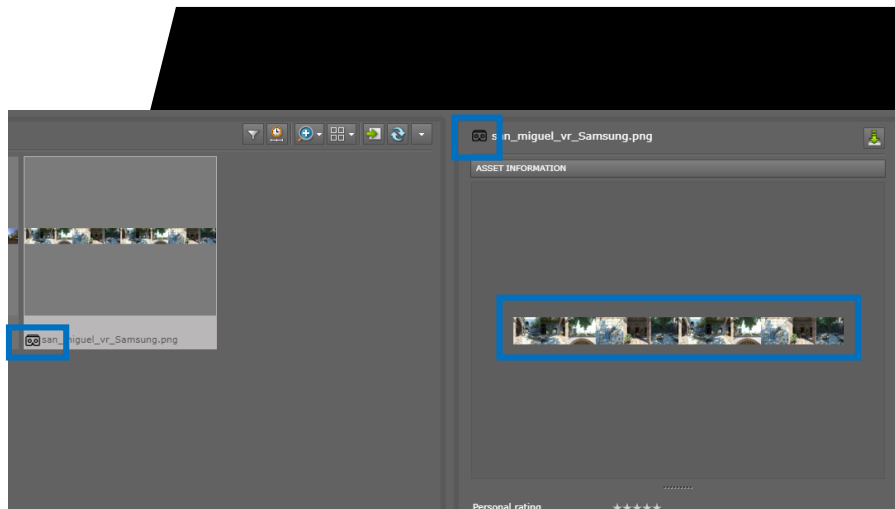 san_miguel_vr_Samsung.png
ASSET INFORMATION
san_miguel_vr_Samsung.png
Personal rating